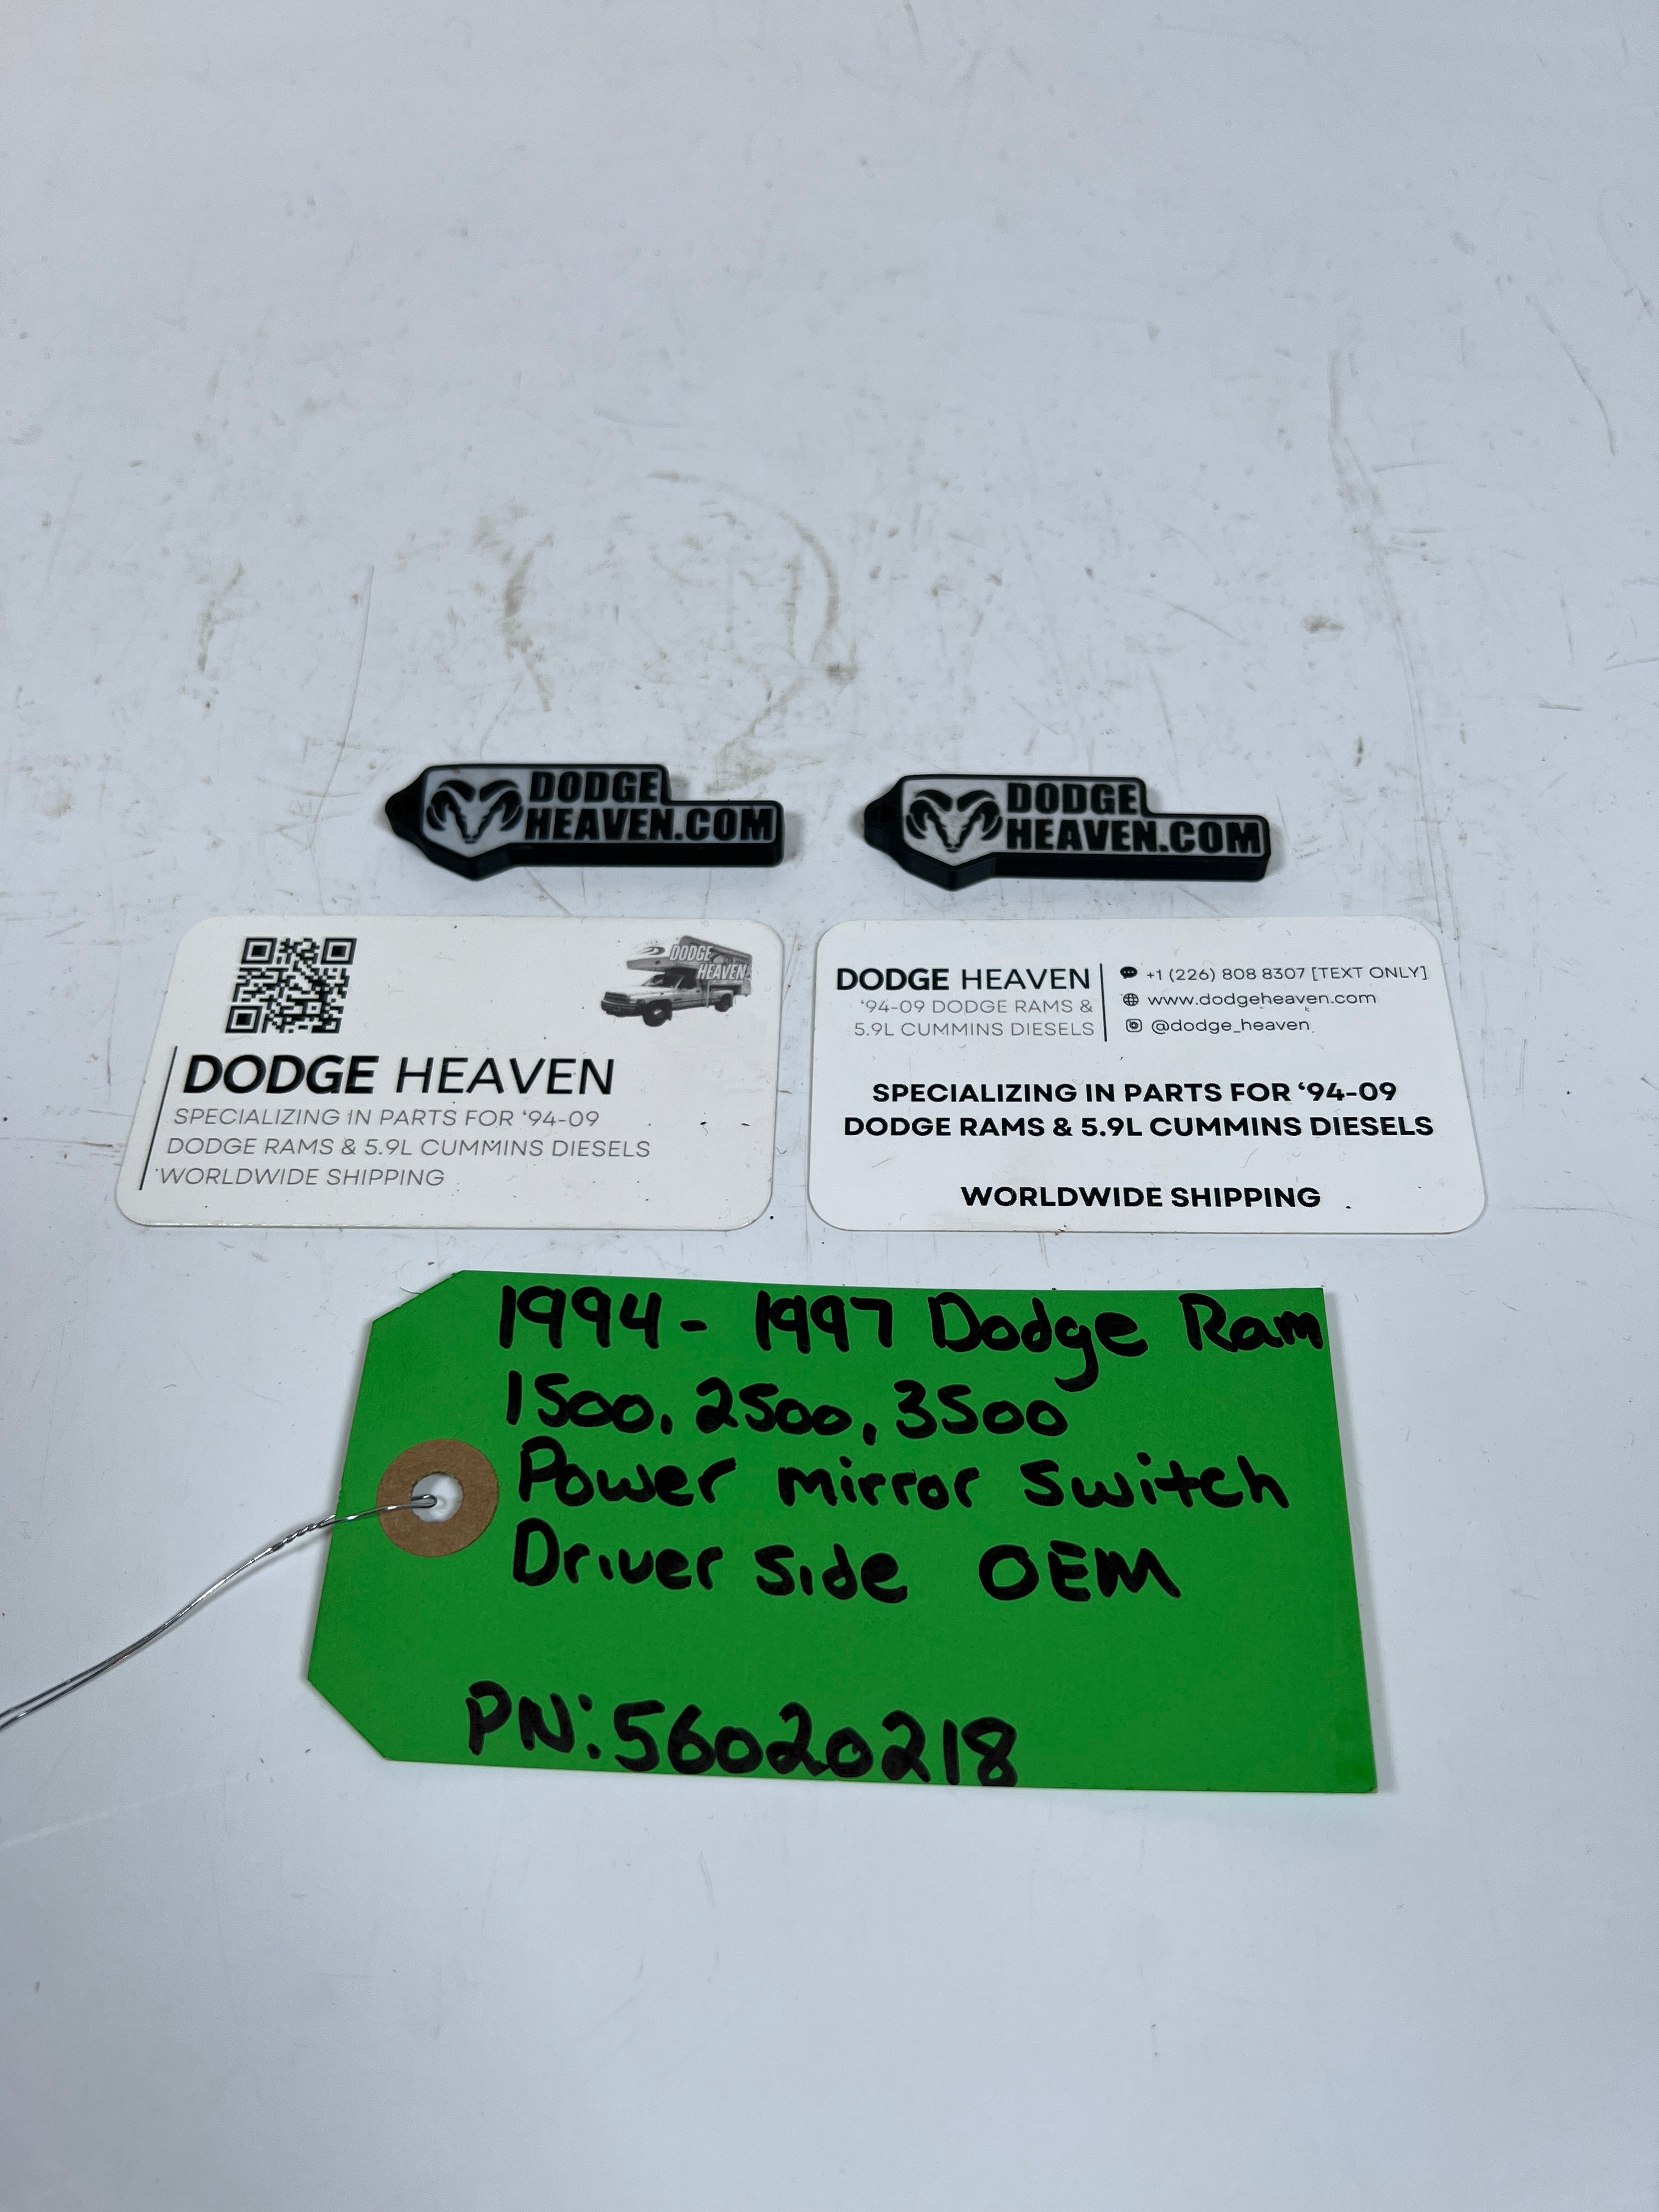 DODGE
HEAVEN.COM
DODGE
HEAVEN.COM
DODGE
HEAVEN
DODGE HEAVEN
SPECIALIZING IN PARTS FOR ‘94-09
DODGE RAMS & 5.9L CUMMINS DIESELS
WORLDWIDE SHIPPING
DODGE HEAVEN
‘94-09 DODGE RAMS &
5.9L CUMMINS DIESELS
+1 (226) 808 8307 [TEXT ONLY]
www.dodgeheaven.com
@dodge_heaven
SPECIALIZING IN PARTS FOR ‘94-09
DODGE RAMS & 5.9L CUMMINS DIESELS
WORLDWIDE SHIPPING
1994 - 1997 Dodge Ram
1500, 2500, 3500
Power mirror switch
Driver side OEM
PN: 56020218